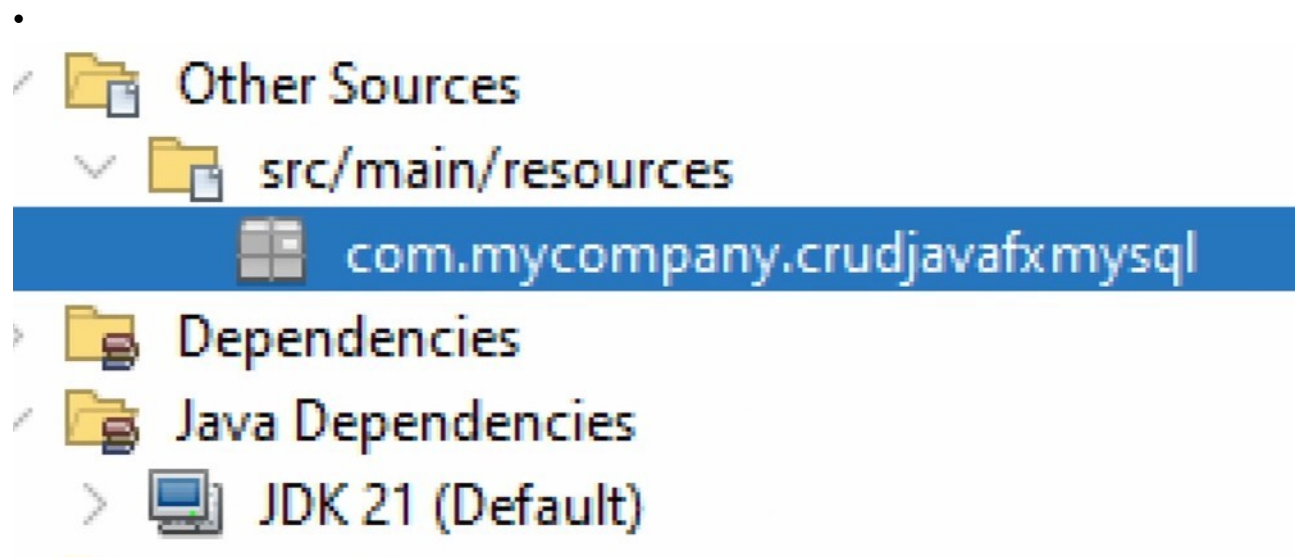 Other Sources
src/main/resources
com.mycompany.crudjavafxmysql
Dependencies
Java Dependencies
JDK 21 (Default)